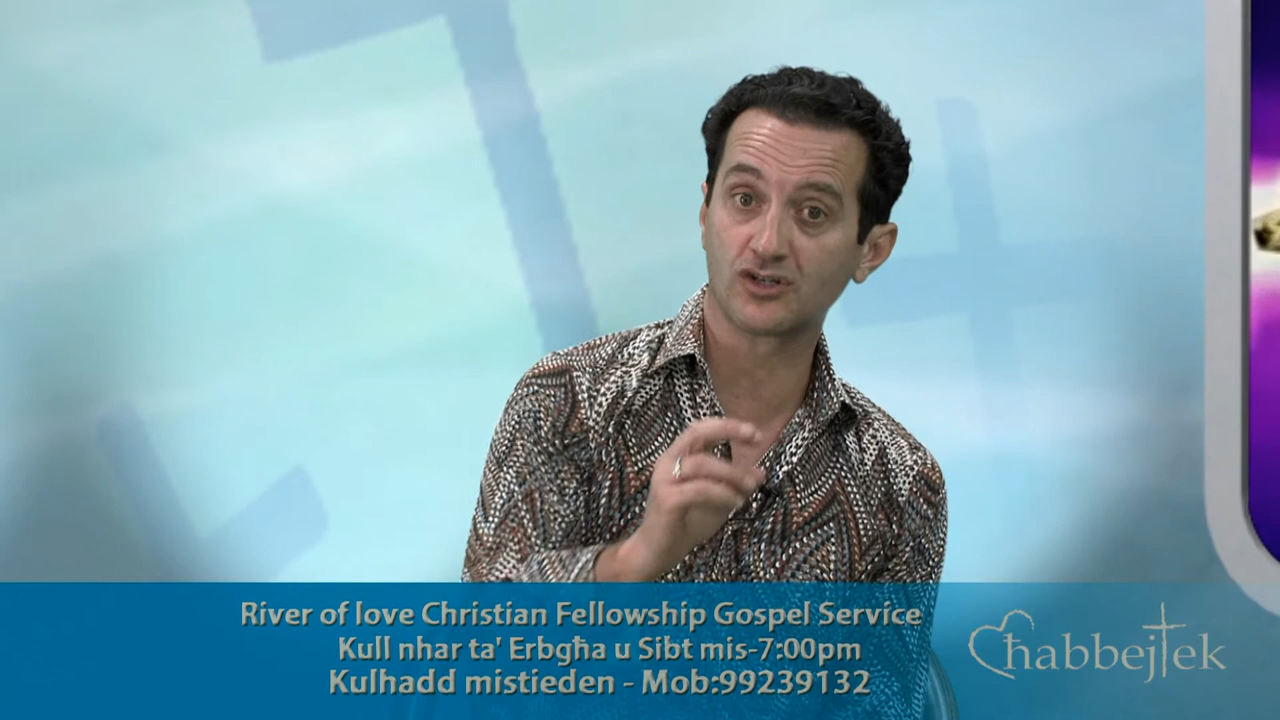 River of love Christian Fellowship Gospel Service
Kull nhar ta' Erbgħa u Sibt mis-7:00pm
Kulhadd mistieden - Mob:99239132
ħabbejtek